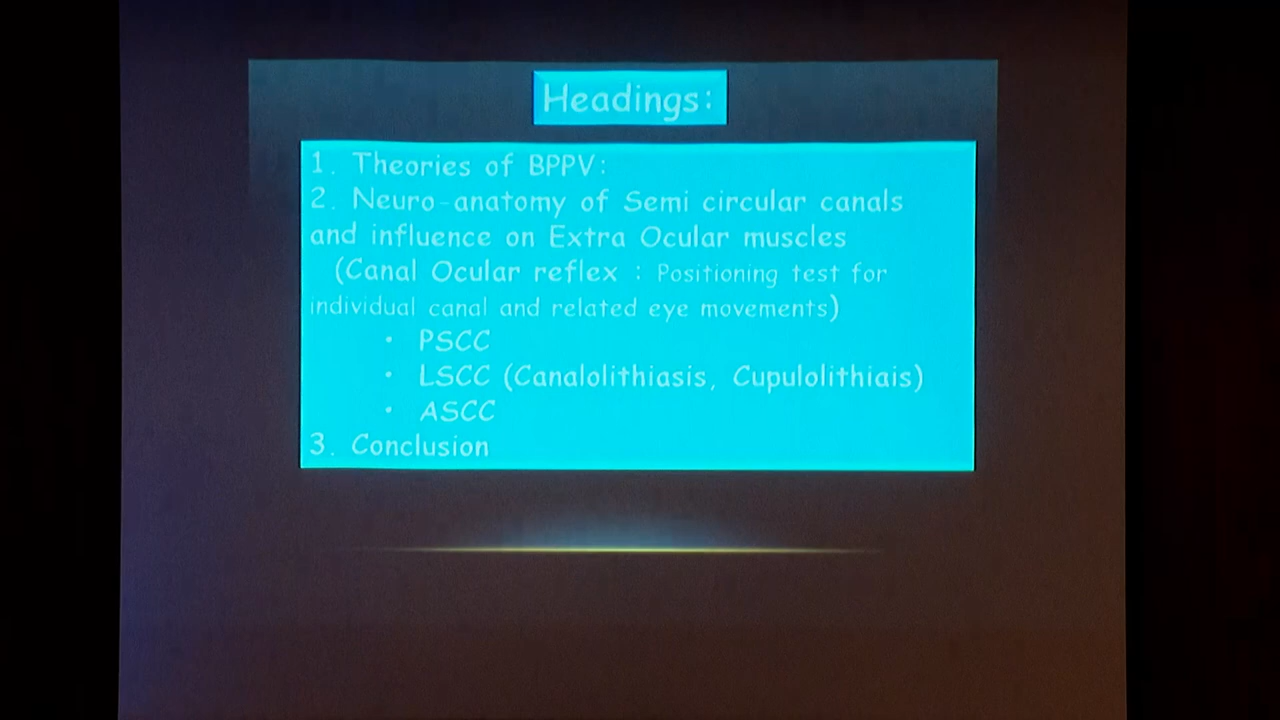 Headings:
1. Theories of BPPV:
2. Neuro-anatomy of Semi circular canals
and influence on Extra Ocular muscles
(Canal Ocular reflex : Positioning test for
individual canal and related eye movements)
• PSCC
• LSCC (Canalolithiasis, Cupulolithiais)
• ASCC
3. Conclusion